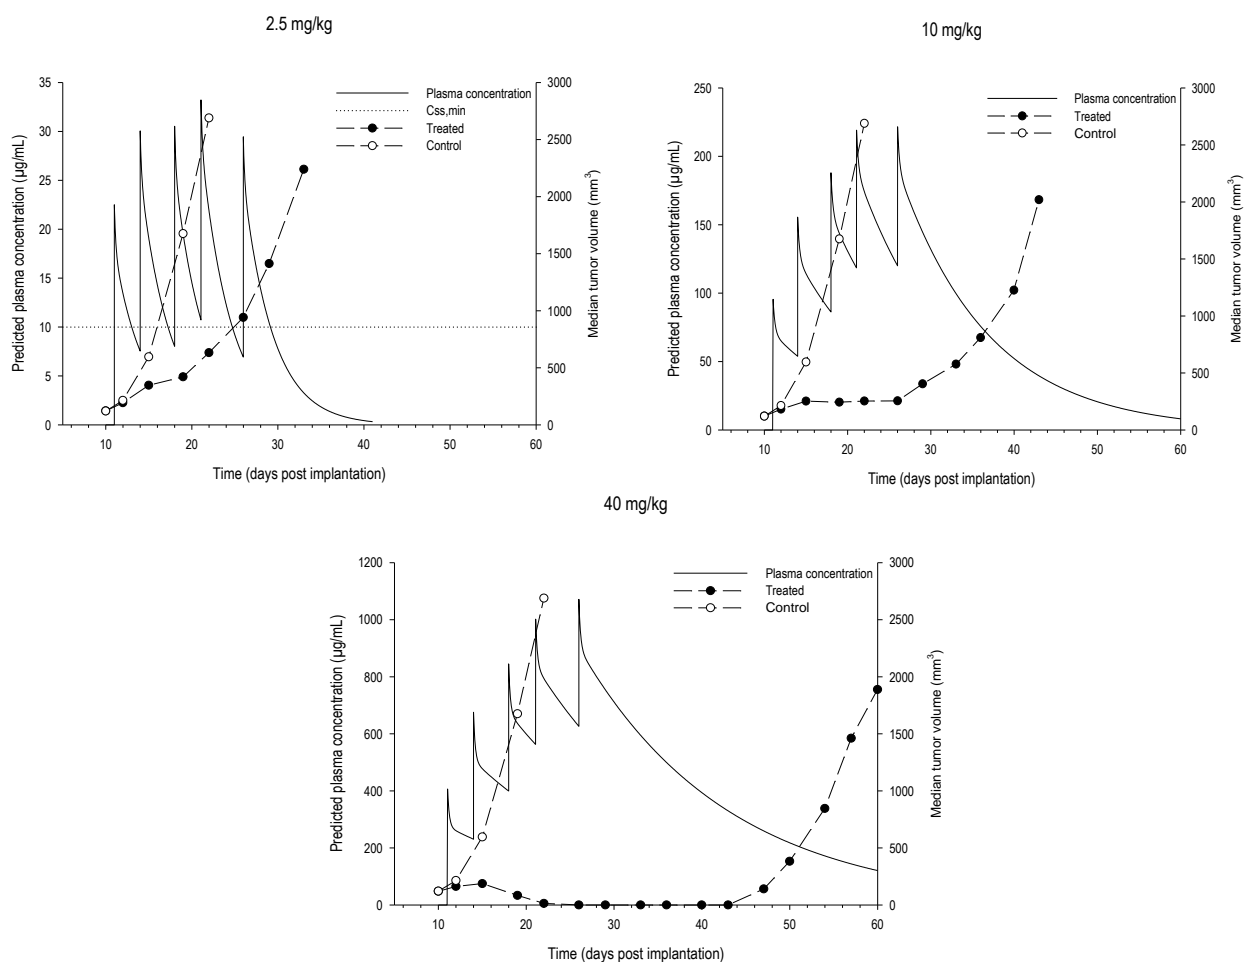 2.5 mg/kg
35
30
25
20
15
10
5
0
Predicted plasma concentration (µg/mL)
3000
2500
2000
1500
1000
500
0
Median tumor volume (mm³)
Plasma concentration
Css,min
Treated
Control
10 20 30 40 50 60
Time (days post implantation)
10 mg/kg
250
200
150
100
50
0
Predicted plasma concentration (µg/mL)
3000
2500
2000
1500
1000
500
0
Median tumor volume (mm³)
Plasma concentration
Treated
Control
10 20 30 40 50 60
Time (days post implantation)
40 mg/kg
1200
1000
800
600
400
200
0
Predicted plasma concentration (µg/mL)
3000
2500
2000
1500
1000
500
0
Median tumor volume (mm³)
Plasma concentration
Treated
Control
10 20 30 40 50 60
Time (days post implantation)